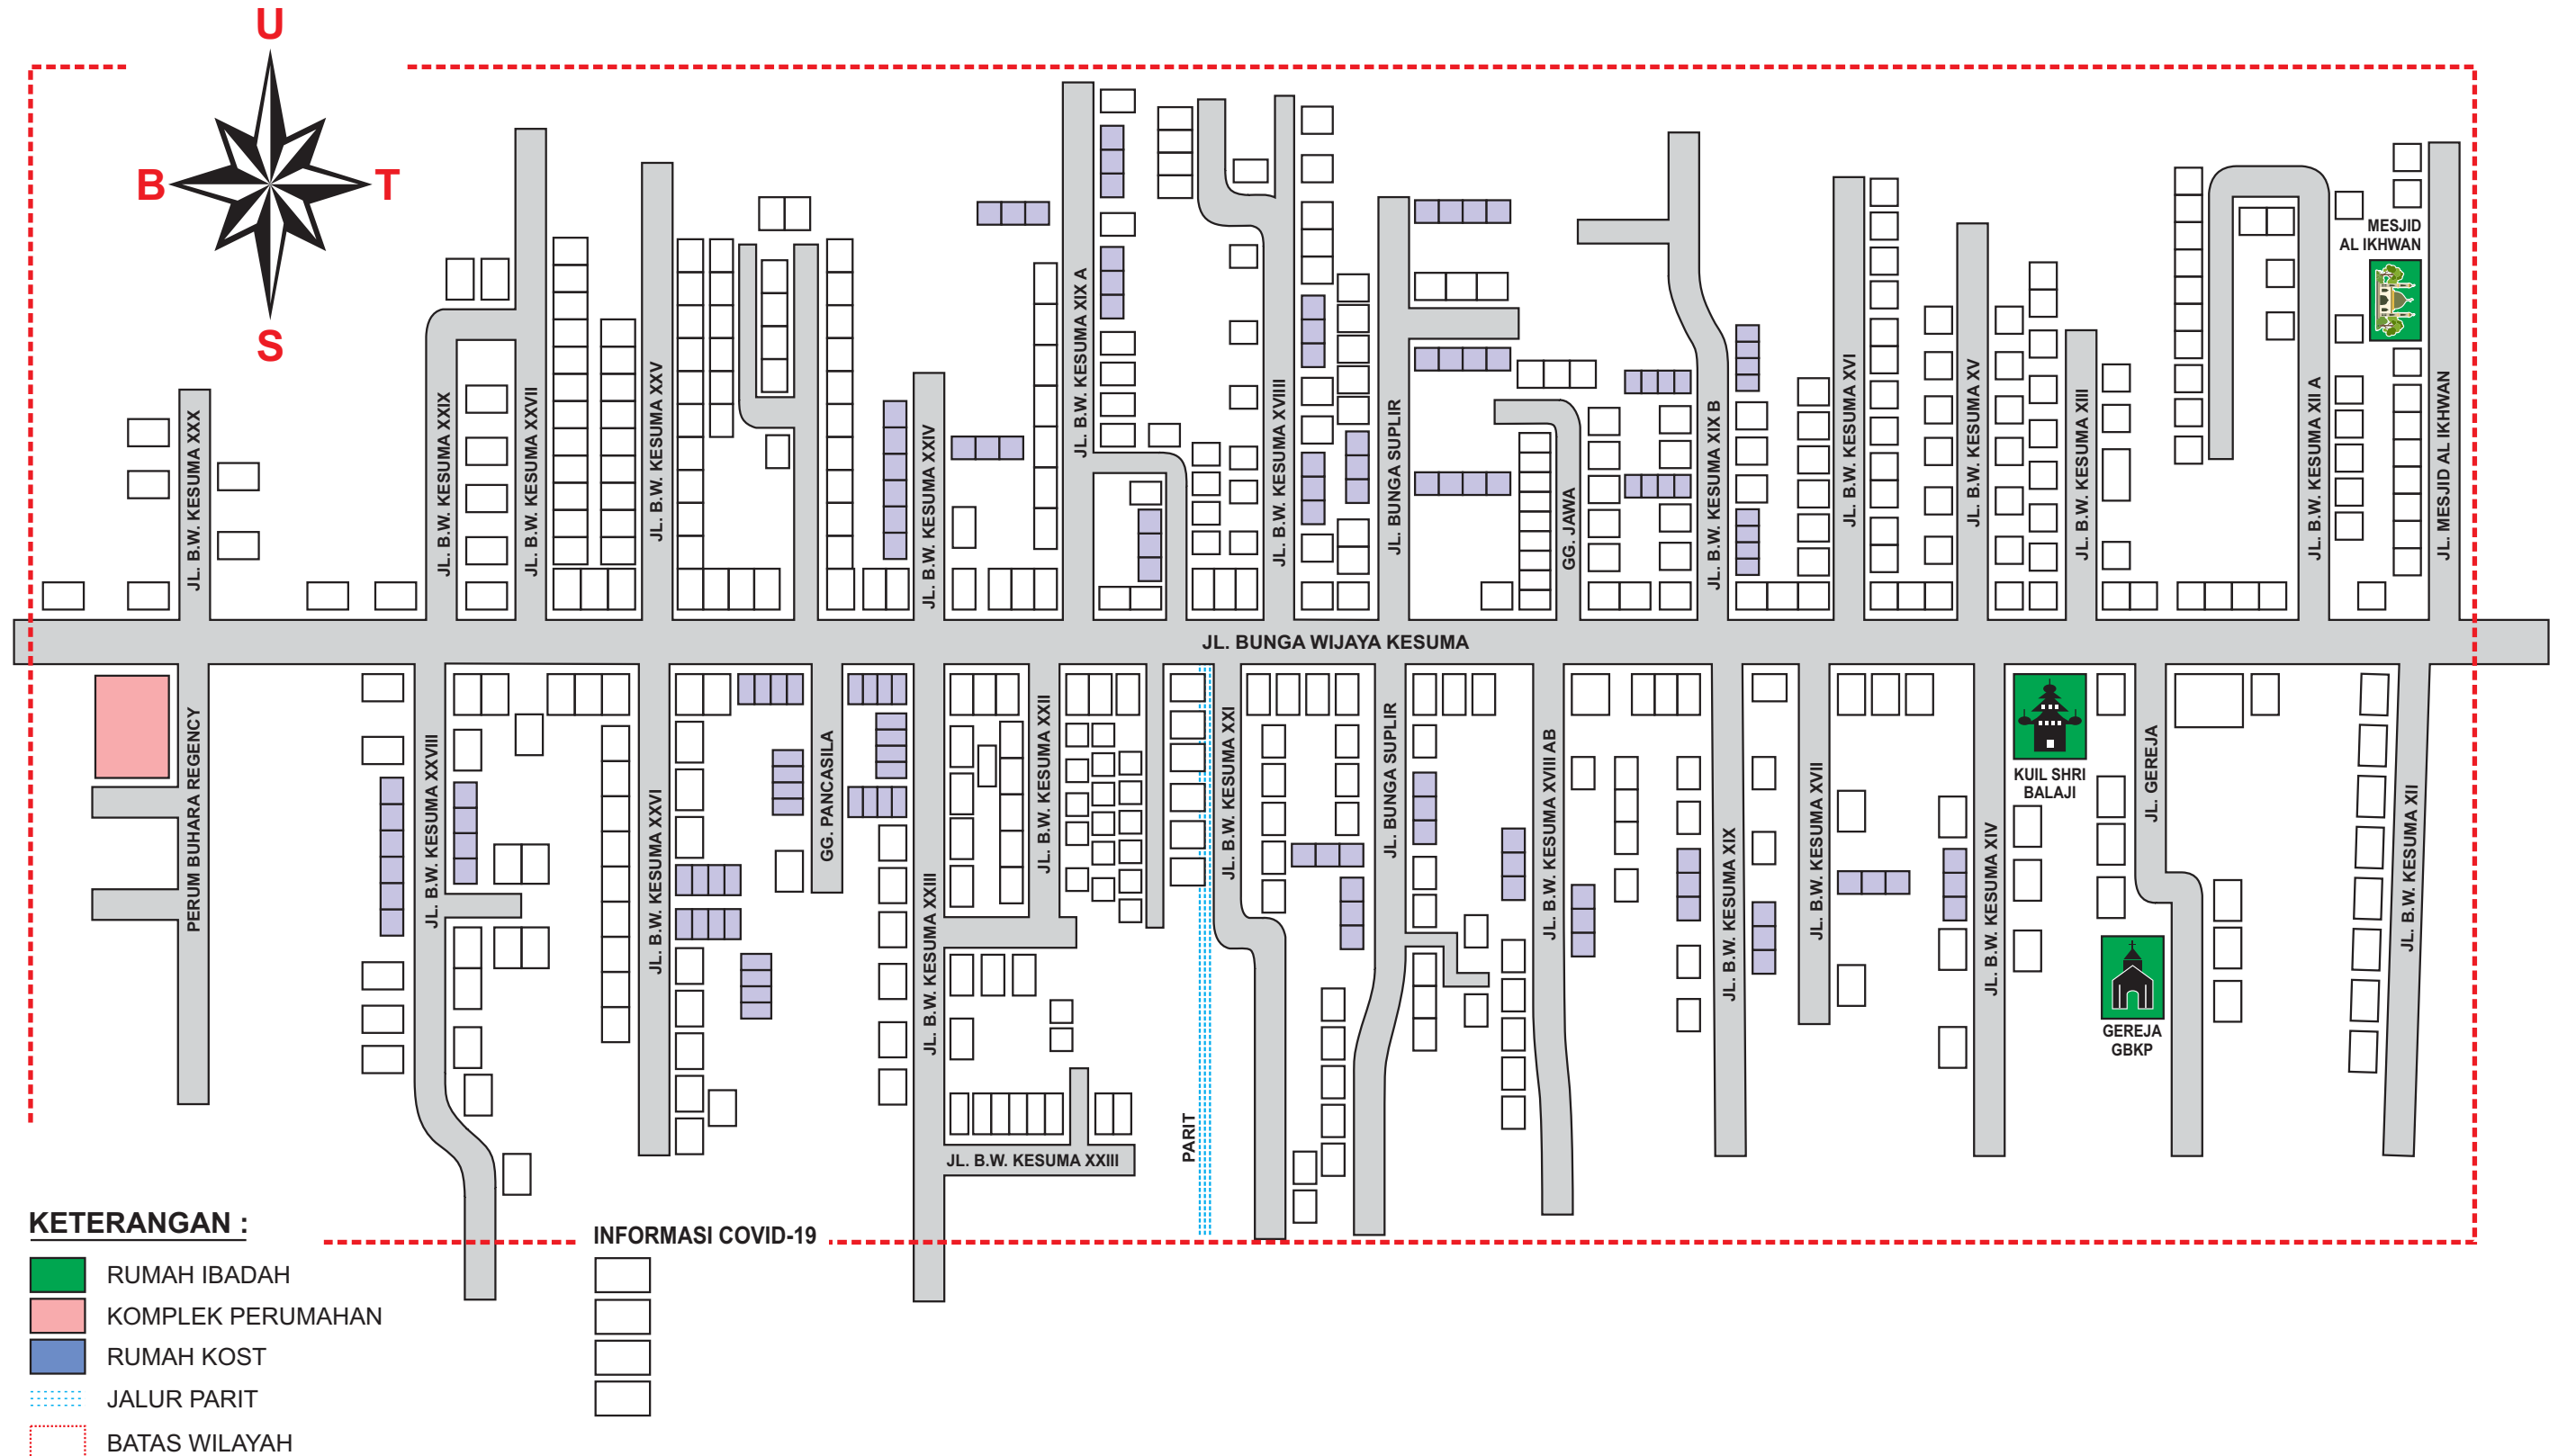 U
B
T
S
JL. B.W. KESUMA XXX
JL. B.W. KESUMA XXIX
JL. B.W. KESUMA XXVII
JL. B.W. KESUMA XXV
JL. B.W. KESUMA XXIV
JL. B.W. KESUMA XIX A
JL. B.W. KESUMA XVIII
JL. BUNGA SUPLIR
GG. JAWA
JL. B.W. KESUMA XIX B
JL. B.W. KESUMA XVI
JL. B.W. KESUMA XV
JL. B.W. KESUMA XIII
JL. B.W. KESUMA XII A
MESJID
AL IKHWAN
JL. MESJID AL IKHWAN
JL. BUNGA WIJAYA KESUMA
PERUM BUHARA REGENCY
JL. B.W. KESUMA XXVIII
JL. B.W. KESUMA XXVI
GG. PANCASILA
JL. B.W. KESUMA XXIII
JL. B.W. KESUMA XXII
JL. B.W. KESUMA XXIII
PARIT
JL. B.W. KESUMA XXI
JL. BUNGA SUPLIR
JL. B.W. KESUMA XVIII AB
JL. B.W. KESUMA XIX
JL. B.W. KESUMA XVII
JL. B.W. KESUMA XIV
KUIL SHRI
BALAJI
JL. GEREJA
GEREJA
GBKP
JL. B.W. KESUMA XII
KETERANGAN :
RUMAH IBADAH
KOMPLEK PERUMAHAN
RUMAH KOST
JALUR PARIT
BATAS WILAYAH
INFORMASI COVID-19